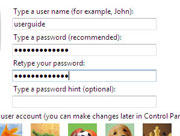 Type a user name (for example, John):
userguide
Type a password (recommended):
Retype your password:
Type a password hint (optional):
user account (you can make changes later in Control Par